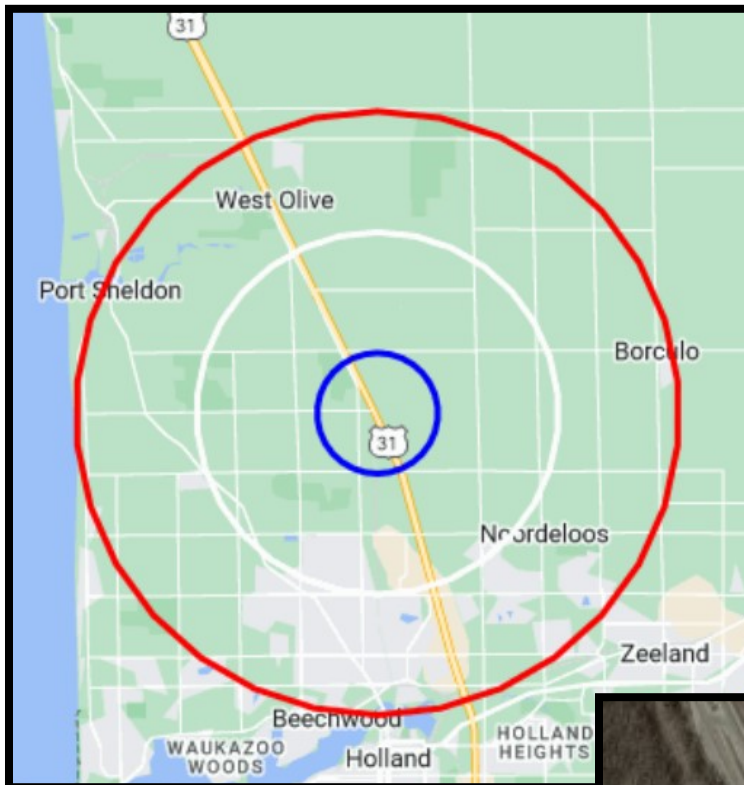 31
West Olive
Port Sheldon
Borculo
31
Noordeloos
Zeeland
Beechwood
WAUKAZOO
WOODS
Holland
HOLLAND
HEIGHTS